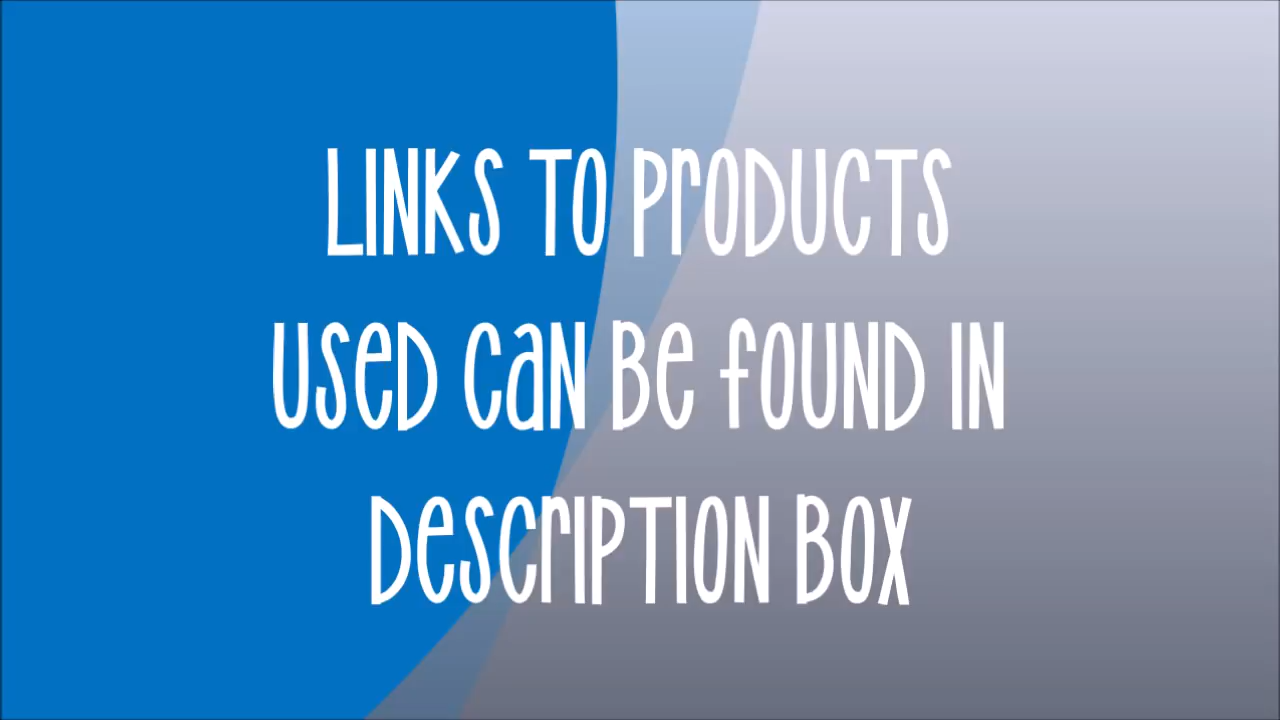 LINKS TO PrODUCTS
USeD CaN Be fOUND IN
DeSCrIPTION BOX